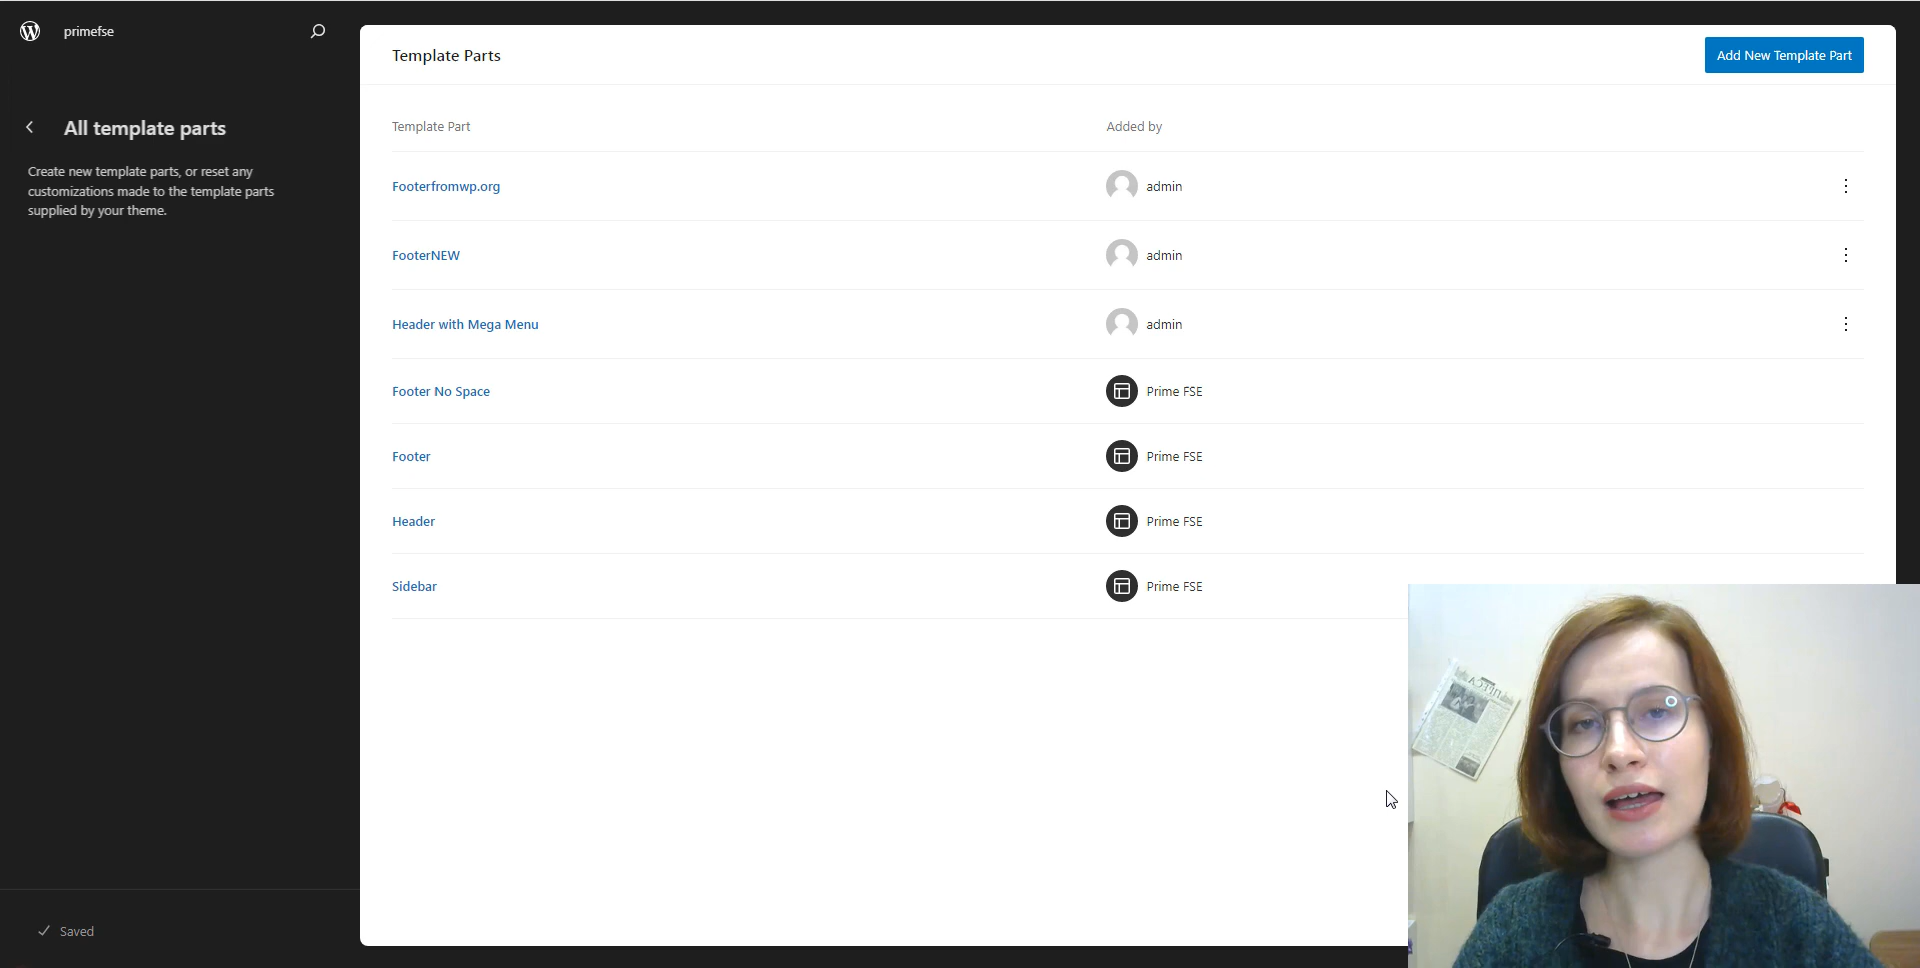 primefse
All template parts
Create new template parts, or reset any
customizations made to the template parts
supplied by your theme.
Saved
Template Parts
Add New Template Part
Template Part
Added by
Footerfromwp.org
admin
FooterNEW
admin
Header with Mega Menu
admin
Footer No Space
Prime FSE
Footer
Prime FSE
Header
Prime FSE
Sidebar
Prime FSE